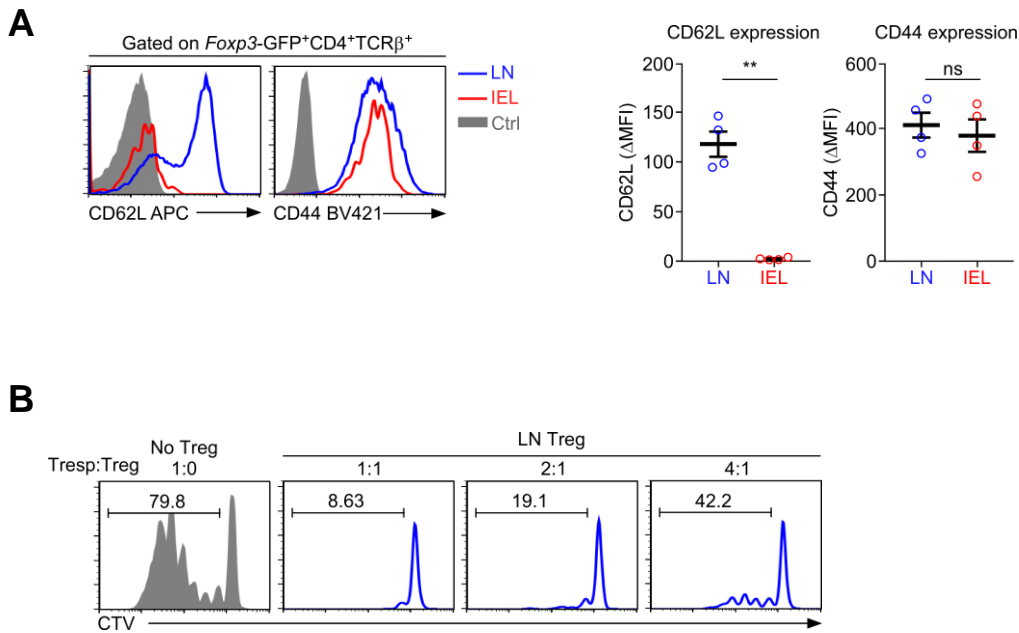 A
Gated on Foxp3-GFP⁺CD4⁺TCRβ⁺
LN
IEL
Ctrl
CD62L APC
CD44 BV421
CD62L expression
CD44 expression
200
150
100
50
0
CD62L (ΔMFI)
**
LN
IEL
600
400
200
0
CD44 (ΔMFI)
ns
LN
IEL
B
No Treg
LN Treg
Tresp:Treg
1:0
1:1
2:1
4:1
79.8
8.63
19.1
42.2
CTV